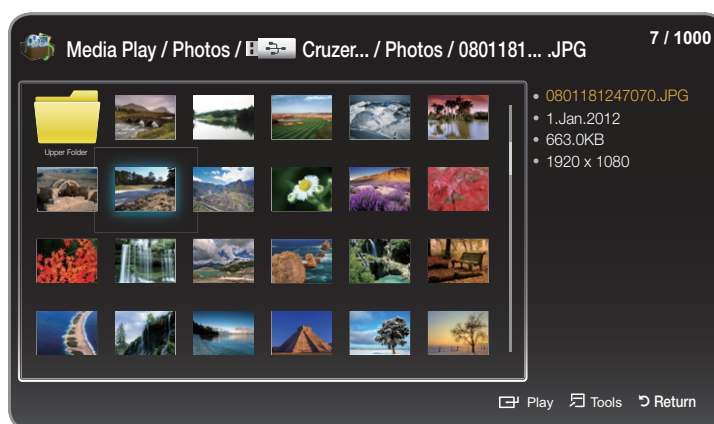 Media Play / Photos / Cruzer... / Photos / 0801181... .JPG
7 / 1000
Upper Folder
• 0801181247070.JPG
• 1.Jan.2012
• 663.0KB
• 1920 x 1080
Play Tools Return